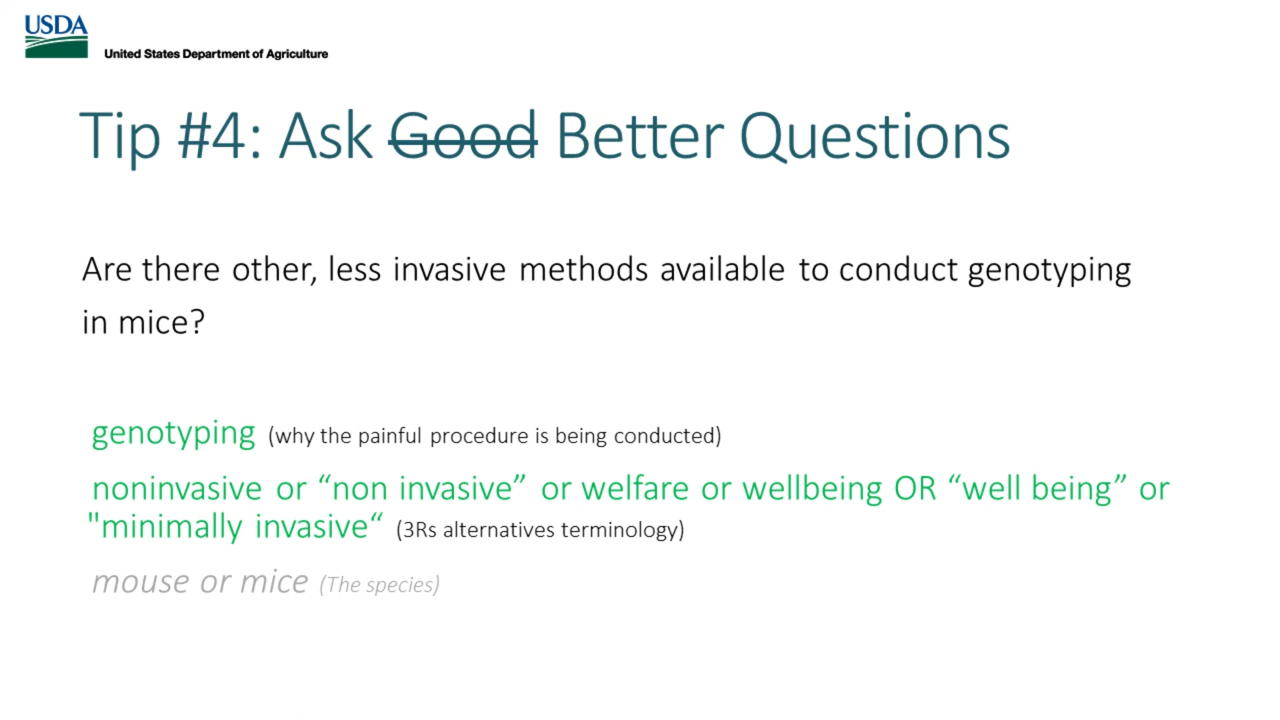 USDA
United States Department of Agriculture
Tip #4: Ask Good Better Questions
Are there other, less invasive methods available to conduct genotyping
in mice?
genotyping (why the painful procedure is being conducted)
noninvasive or “non invasive” or welfare or wellbeing OR “well being” or
"minimally invasive“ (3Rs alternatives terminology)
mouse or mice (The species)